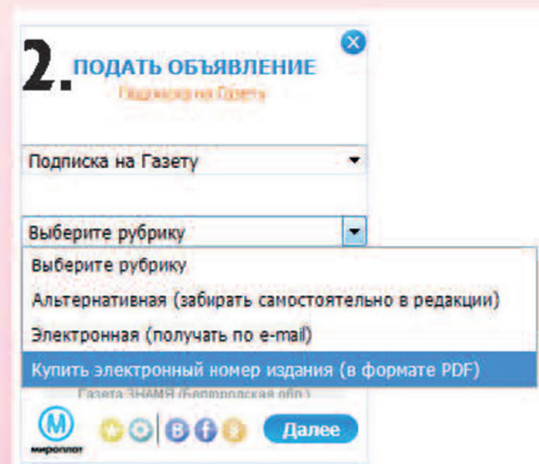 2. ПОДАТЬ ОБЪЯВЛЕНИЕ
Подписка на Газету
Подписка на Газету
Выберите рубрику
Выберите рубрику
Альтернативная (забирать самостоятельно в редакции)
Электронная (получать по e-mail)
Купить электронный номер издания (в формате PDF)
Газета ЗНАМЯ (Белгородская обл.)
мироплат
Далее